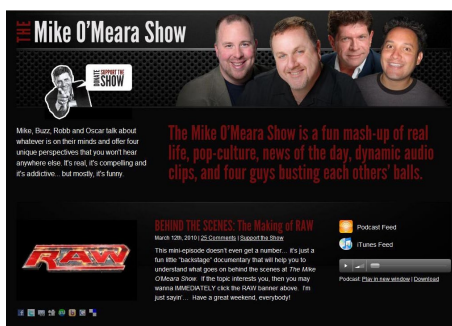 THE Mike O'Meara Show
DONATE SUPPORT THE
SHOW
Mike, Buzz, Robb and Oscar talk about
whatever is on their minds and offer four
unique perspectives that you won't hear
anywhere else. It's real, it's compelling and
it's addictive... but mostly, it's funny.
The Mike O'Meara Show is a fun mash-up of real
life, pop-culture, news of the day, dynamic audio
clips, and four guys busting each others' balls.
BEHIND THE SCENES: The Making of RAW
March 12th, 2010 | 25 Comments | Support the Show
This mini-episode doesn't even get a number... it's just a
fun little "backstage" documentary that will help you to
understand what goes on behind the scenes at The Mike
O'Meara Show. If the topic interests you, then you may
wanna IMMEDIATELY click the RAW banner above. I'm
just sayin'... Have a great weekend, everybody!
RAW
Podcast Feed
iTunes Feed
Podcast: Play in new window | Download